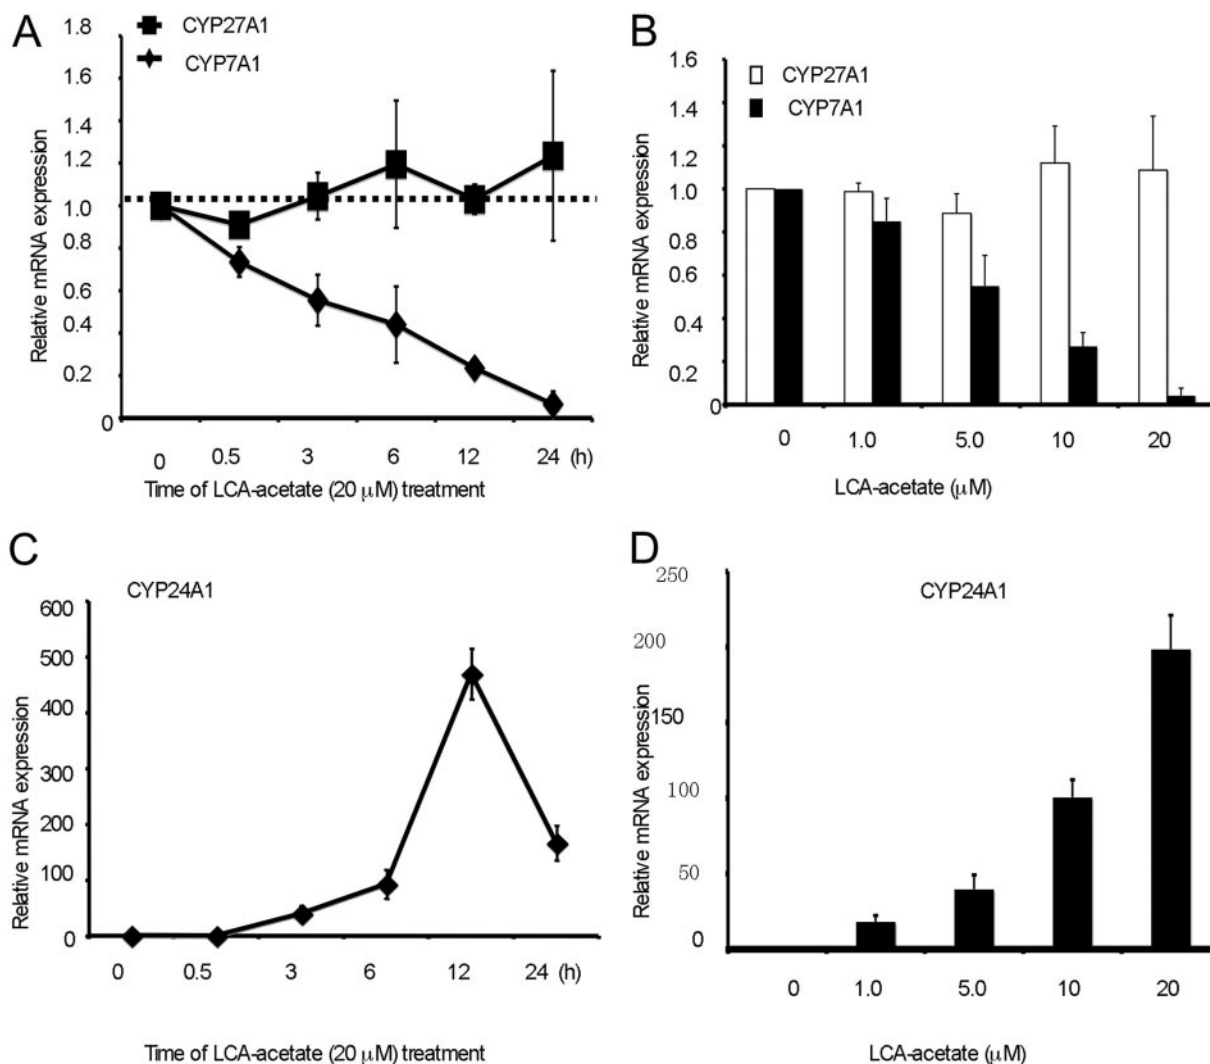 A
CYP27A1
CYP7A1
Relative mRNA expression
1.8
1.6
1.4
1.2
1.0
0.8
0.6
0.4
0.2
0
0 0.5 3 6 12 24 (h)
Time of LCA-acetate (20 μM) treatment
B
CYP27A1
CYP7A1
Relative mRNA expression
1.6
1.4
1.2
1.0
0.8
0.6
0.4
0.2
0
0 1.0 5.0 10 20
LCA-acetate (μM)
C
CYP24A1
Relative mRNA expression
600
500
400
300
200
100
0
0 0.5 3 6 12 24 (h)
Time of LCA-acetate (20 μM) treatment
D
CYP24A1
Relative mRNA expression
250
200
150
100
50
0
0 1.0 5.0 10 20
LCA-acetate (μM)